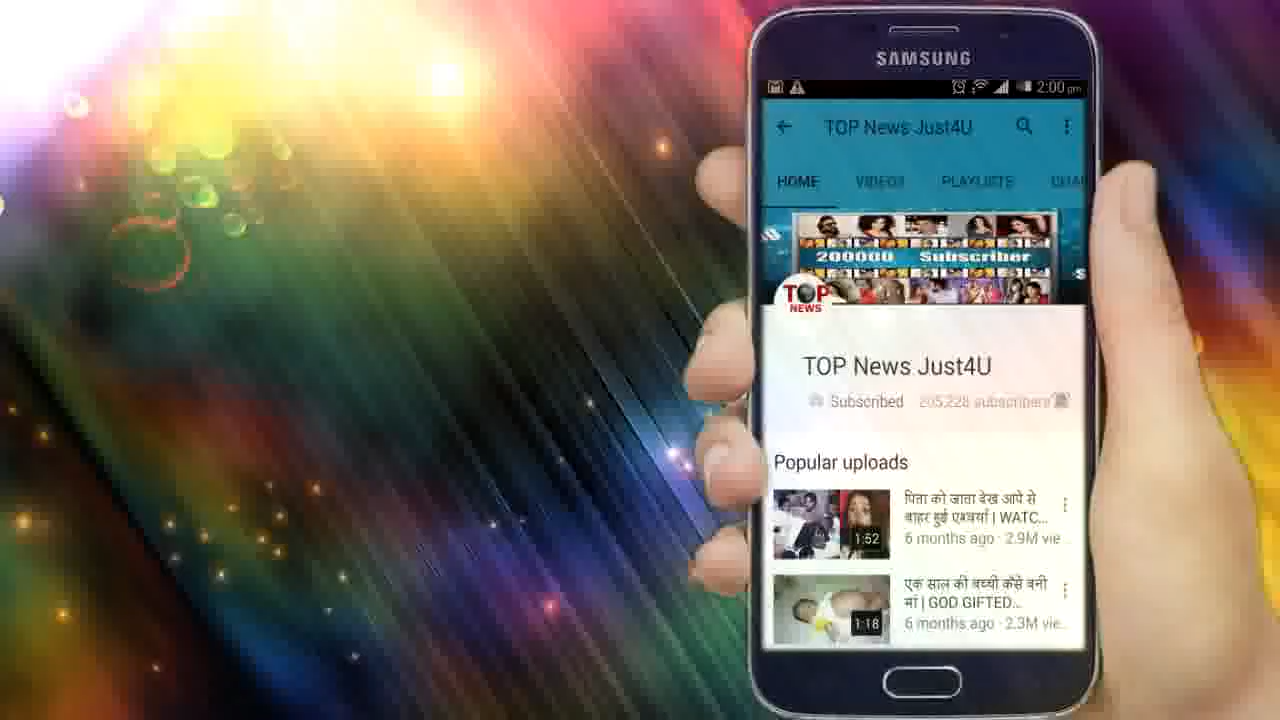 SAMSUNG
2:00 pm
TOP News Just4U
HOME VIDEOS PLAYLISTS CHA
200000 Subscriber
TOP
NEWS
TOP News Just4U
Subscribed 205,228 subscribers
Popular uploads
पिता को जाता देख आपे से
बाहर हुई एश्वर्या | WATC...
1:52
6 months ago · 2.9M vie...
एक साल की बच्ची कैसे बनी
मां | GOD GIFTED...
1:18
6 months ago · 2.3M vie...